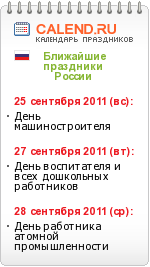 CALEND.RU
КАЛЕНДАРЬ ПРАЗДНИКОВ
Ближайшие
праздники
России
25 сентября 2011 (вс):
· День
машиностроителя
27 сентября 2011 (вт):
· День воспитателя и
всех дошкольных
работников
28 сентября 2011 (ср):
· День работника
атомной
промышленности